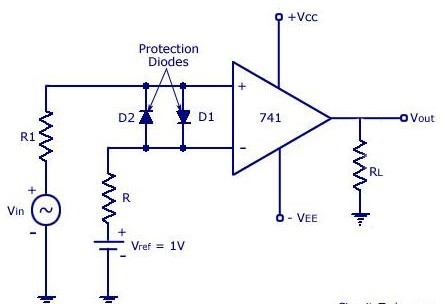 +Vcc
Protection
Diodes
D2
D1
+
741
-
Vout
R1
RL
+
Vin
-
R
+
Vref = 1V
-
- VEE